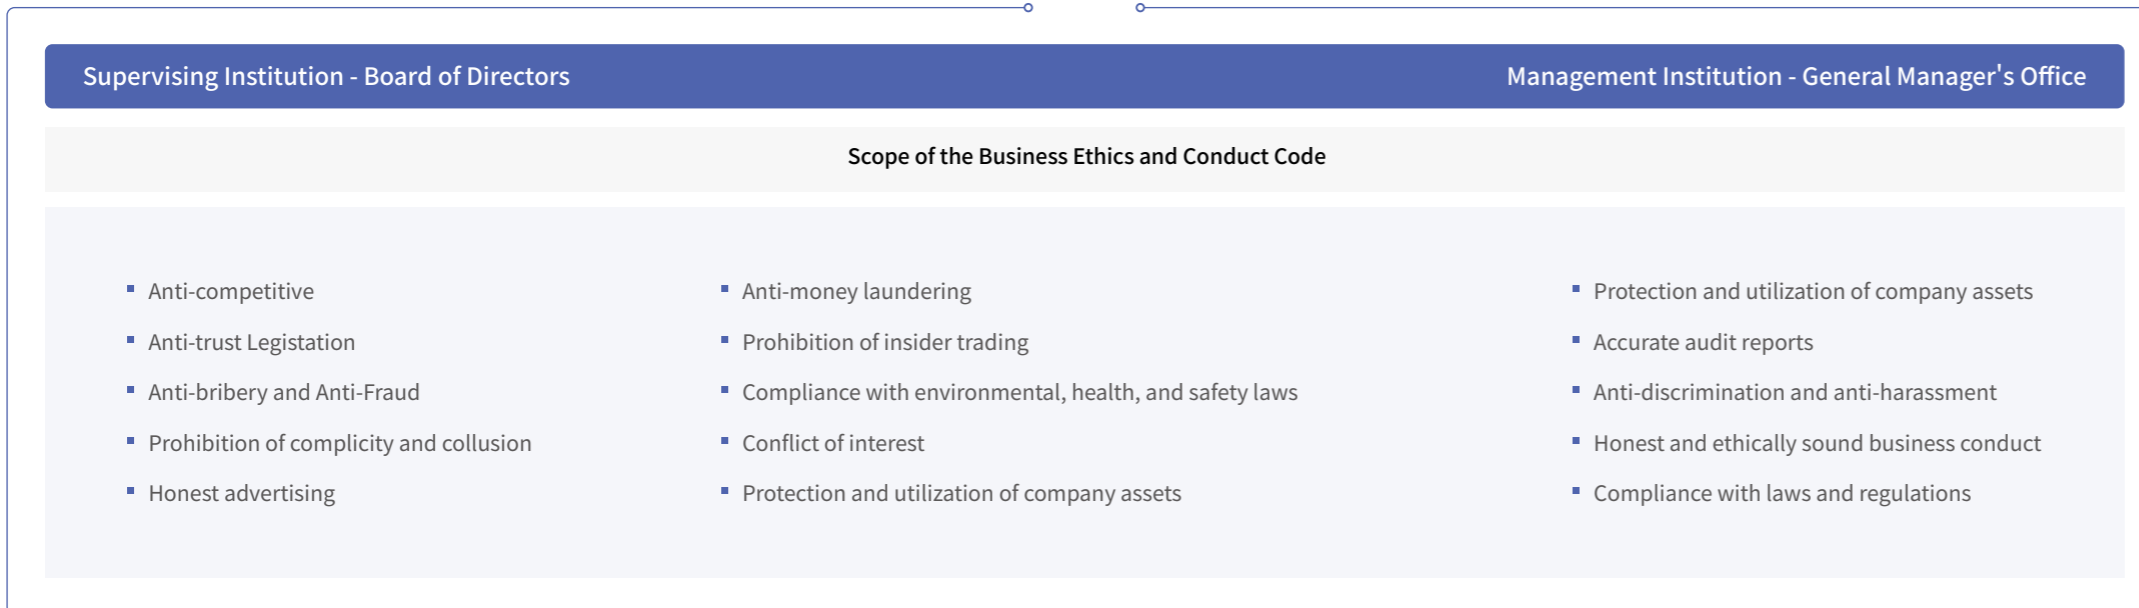 Supervising Institution - Board of Directors
Management Institution - General Manager's Office
Scope of the Business Ethics and Conduct Code
Anti-competitive
Anti-trust Legistation
Anti-bribery and Anti-Fraud
Prohibition of complicity and collusion
Honest advertising
Anti-money laundering
Prohibition of insider trading
Compliance with environmental, health, and safety laws
Conflict of interest
Protection and utilization of company assets
Protection and utilization of company assets
Accurate audit reports
Anti-discrimination and anti-harassment
Honest and ethically sound business conduct
Compliance with laws and regulations